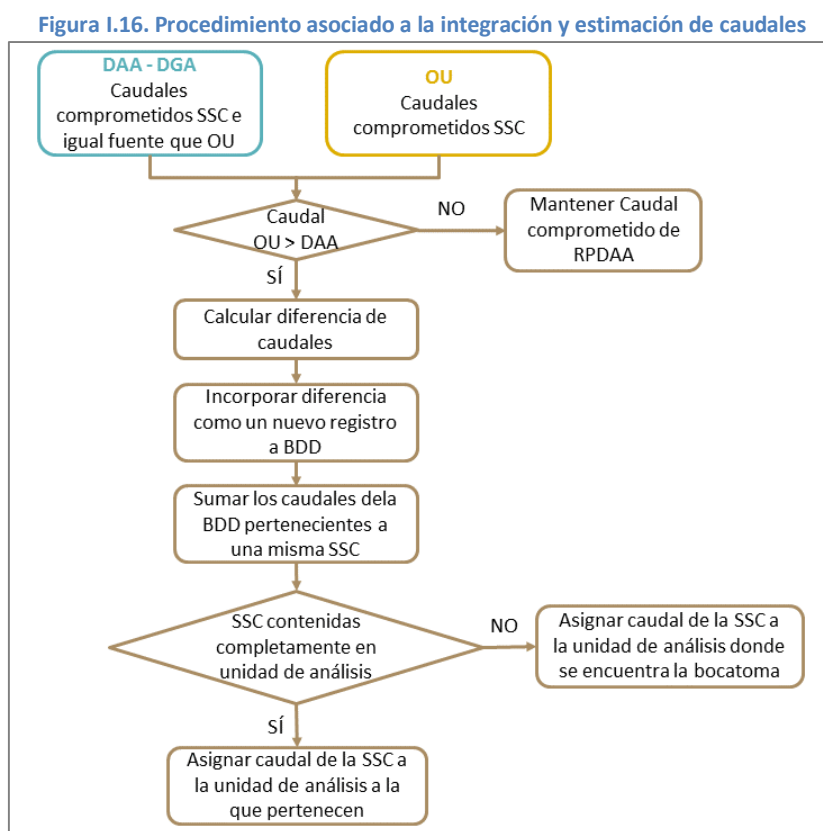 Figura I.16. Procedimiento asociado a la integración y estimación de caudales
DAA - DGA
Caudales
comprometidos SSC e
igual fuente que OU
OU
Caudales
comprometidos SSC
Caudal
OU > DAA
NO
Mantener Caudal
comprometido de
RPDAA
SÍ
Calcular diferencia de
caudales
Incorporar diferencia
como un nuevo registro
a BDD
Sumar los caudales dela
BDD pertenecientes a
una misma SSC
SSC contenidas
completamente en
unidad de análisis
NO
Asignar caudal de la SSC a
la unidad de análisis donde
se encuentra la bocatoma
SÍ
Asignar caudal de la SSC a
la unidad de análisis a la
que pertenecen